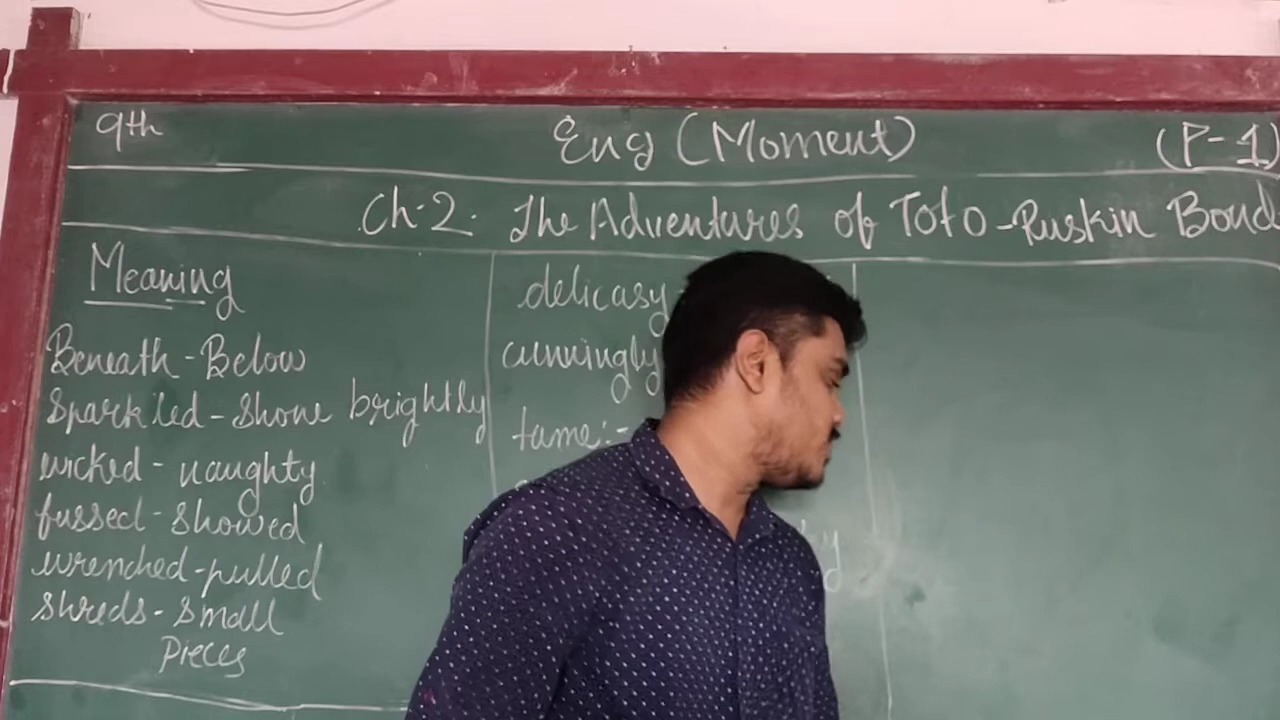 9th Eng (Moment) (P-1)
Ch-2. The Adventures of Toto - Ruskin Bond
Meaning
Beneath - Below
Sparkled - Shone brightly
wicked - naughty
fussed - Showed
wrenched - pulled
shreds - Small
Pieces
delicasy
cunningly
tame:-